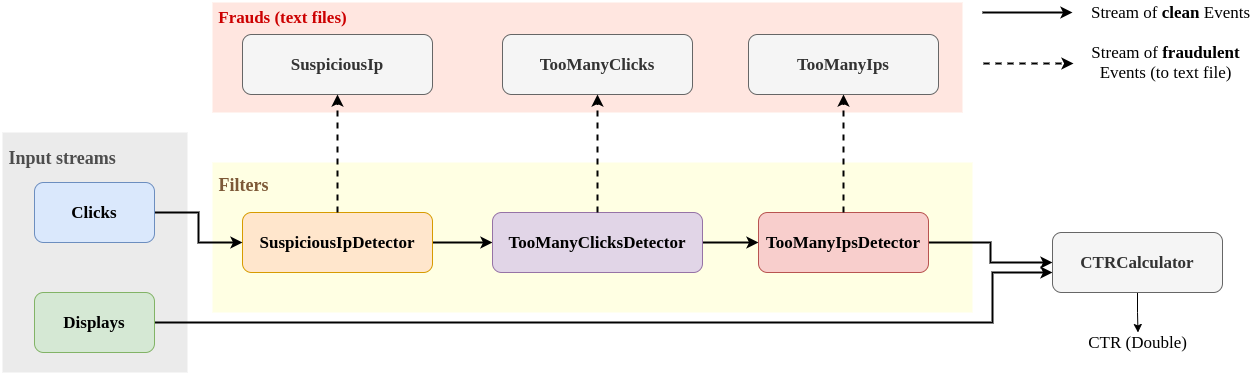 Frauds (text files)
SuspiciousIp
TooManyClicks
TooManyIps
Stream of clean Events
Stream of fraudulent
Events (to text file)
Input streams
Clicks
Displays
Filters
SuspiciousIpDetector
TooManyClicksDetector
TooManyIpsDetector
CTRCalculator
CTR (Double)